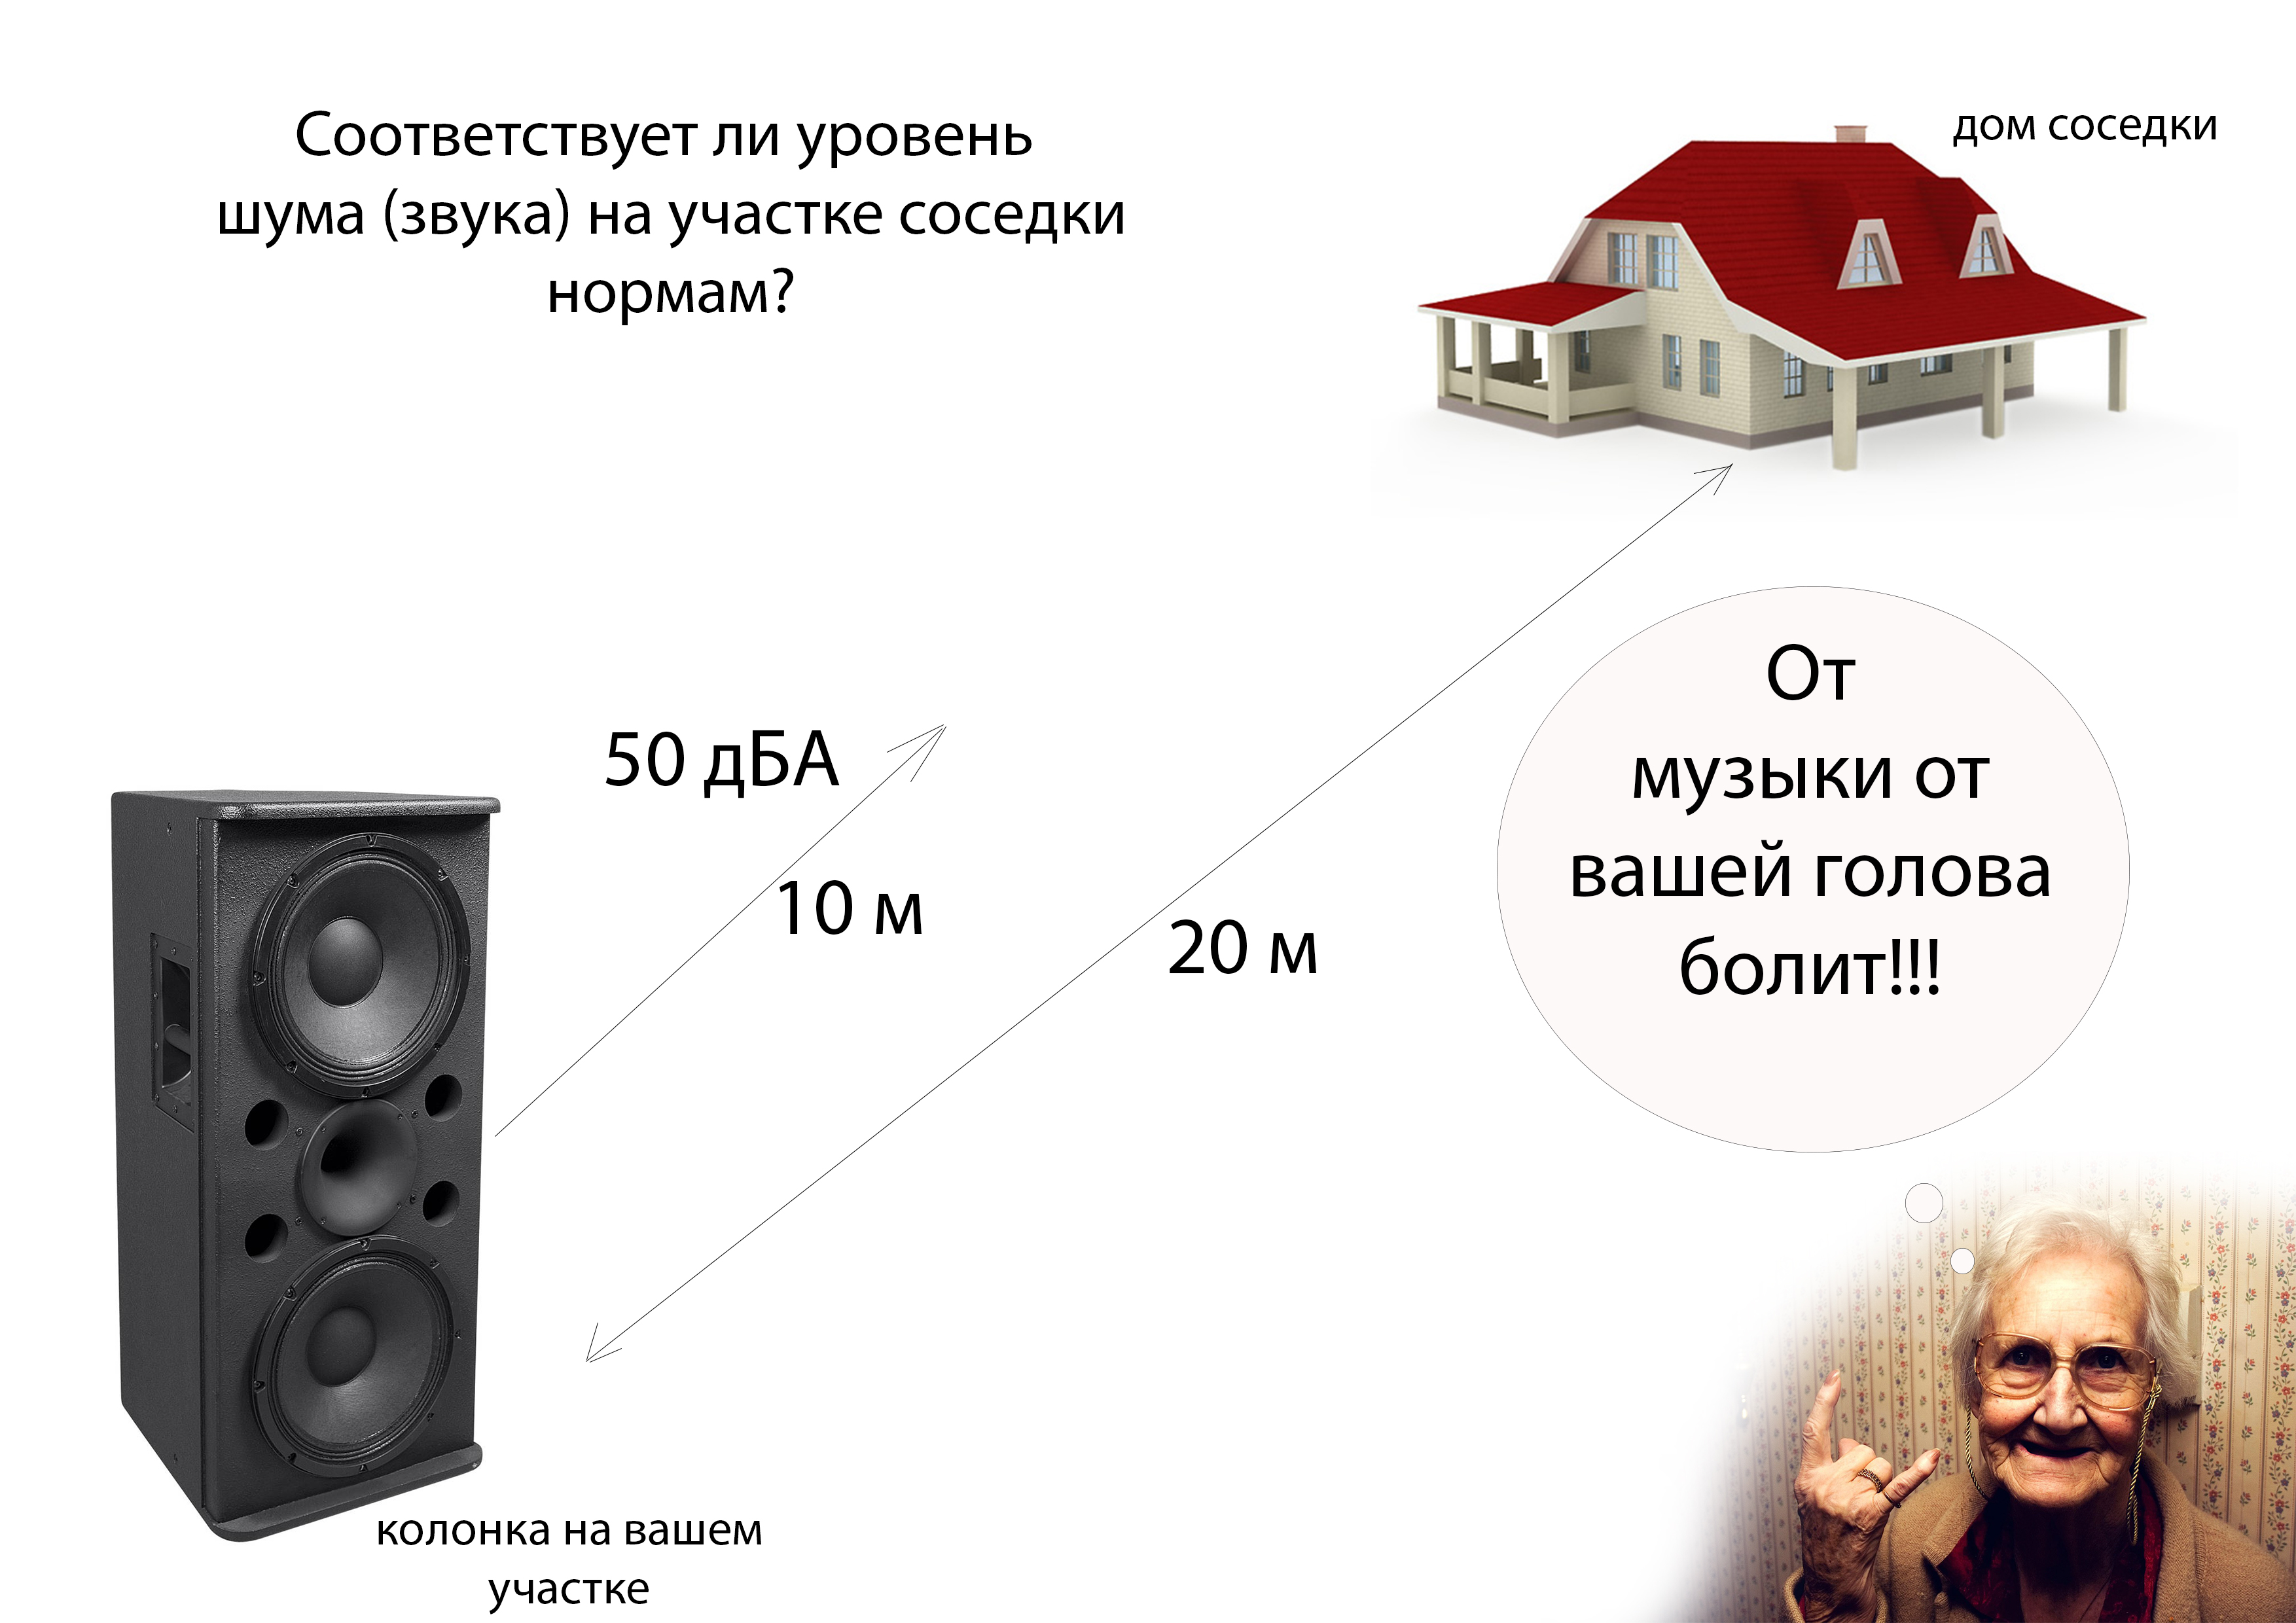 Соответствует ли уровень
шума (звука) на участке соседки
нормам?
дом соседки
От
музыки от
вашей голова
болит!!!
50 дБА
10 м
20 м
колонка на вашем
участке